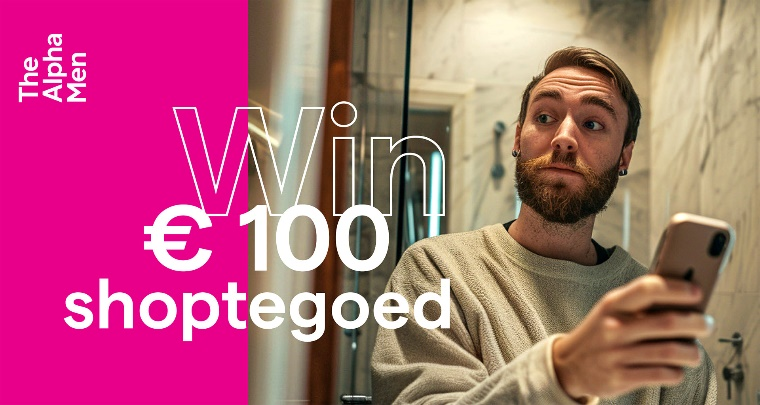 The
Alpha
Men
Win
€ 100
shoptegoed